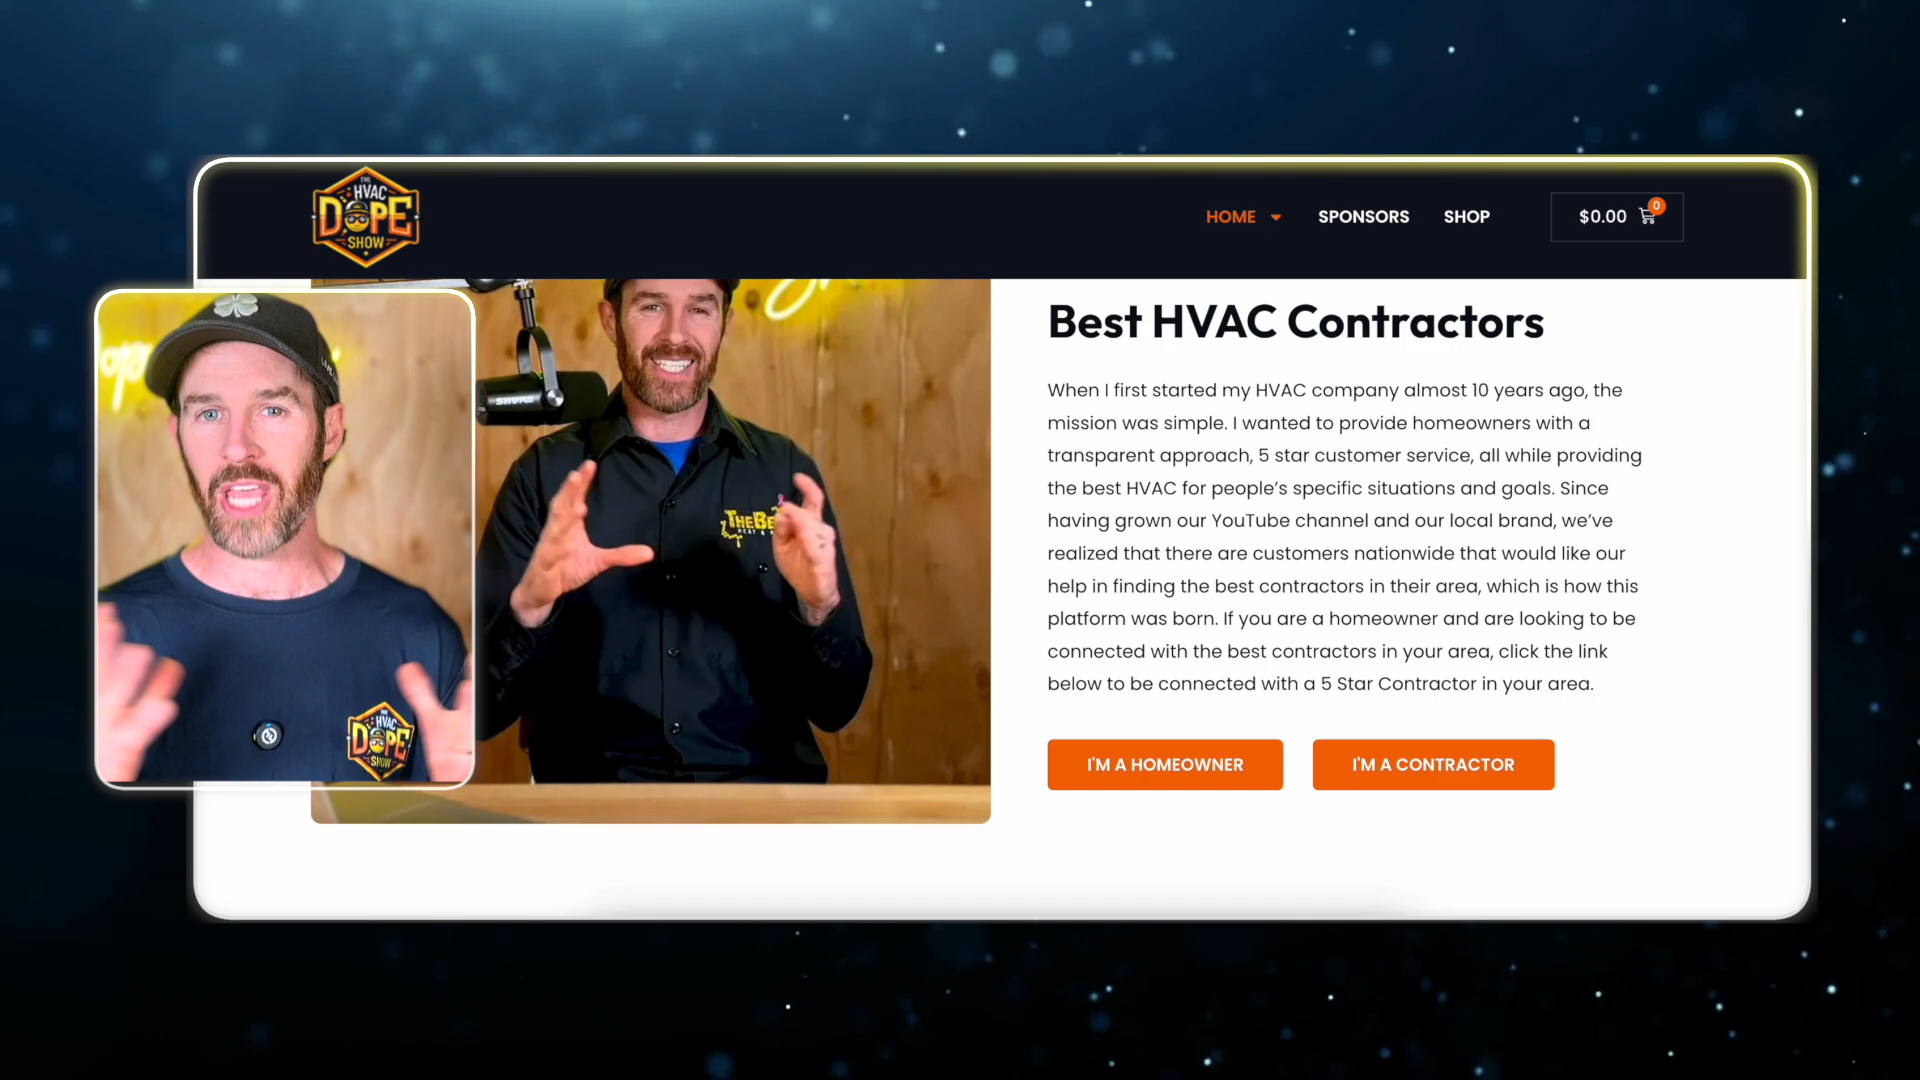 THE
HVAC
DOPE
SHOW
HOME
SPONSORS
SHOP
$0.00
0
SHURE
THEBE
Best HVAC Contractors
When I first started my HVAC company almost 10 years ago, the
mission was simple. I wanted to provide homeowners with a
transparent approach, 5 star customer service, all while providing
the best HVAC for people’s specific situations and goals. Since
having grown our YouTube channel and our local brand, we’ve
realized that there are customers nationwide that would like our
help in finding the best contractors in their area, which is how this
platform was born. If you are a homeowner and are looking to be
connected with the best contractors in your area, click the link
below to be connected with a 5 Star Contractor in your area.
I'M A HOMEOWNER
I'M A CONTRACTOR
THE
HVAC
DOPE
SHOW